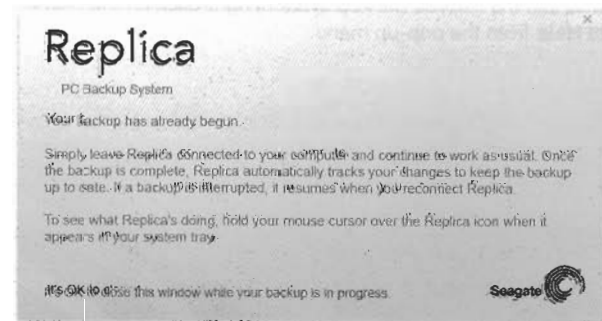 Replica
PC Backup System
Your backup has already begun.
Simply leave Replica connected to your computer and continue to work as usual. Once
the backup is complete, Replica automatically tracks your changes to keep the backup
up to date. If a backup is interrupted, it resumes when you reconnect Replica.
To see what Replica's doing, hold your mouse cursor over the Replica icon when it
appears in your system tray.
It's OK to close this window while your backup is in progress.
Seagate